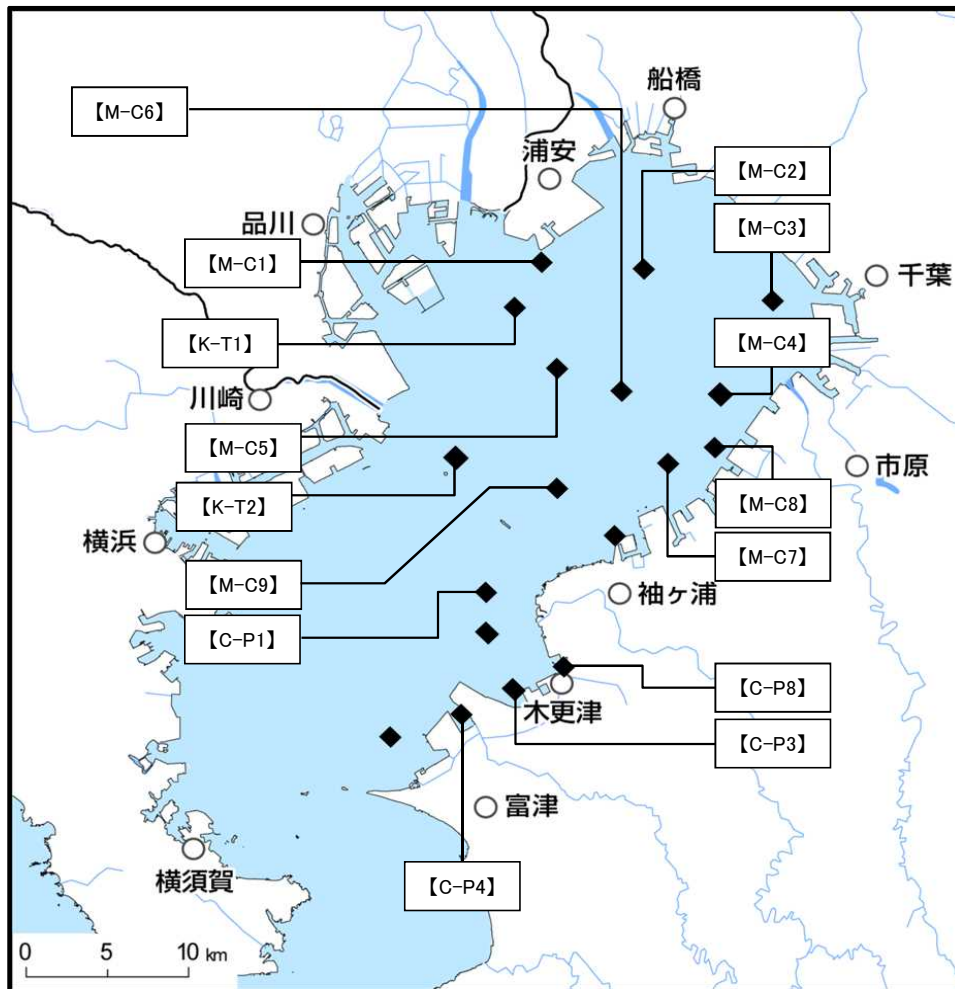 船橋
【M-C6】
浦安
【M-C2】
品川
【M-C3】
【M-C1】
千葉
【K-T1】
【M-C4】
川崎
【M-C5】
市原
【K-T2】
【M-C8】
横浜
【M-C7】
【M-C9】
袖ヶ浦
【C-P1】
【C-P8】
木更津
【C-P3】
富津
横須賀
【C-P4】
0 5 10 km